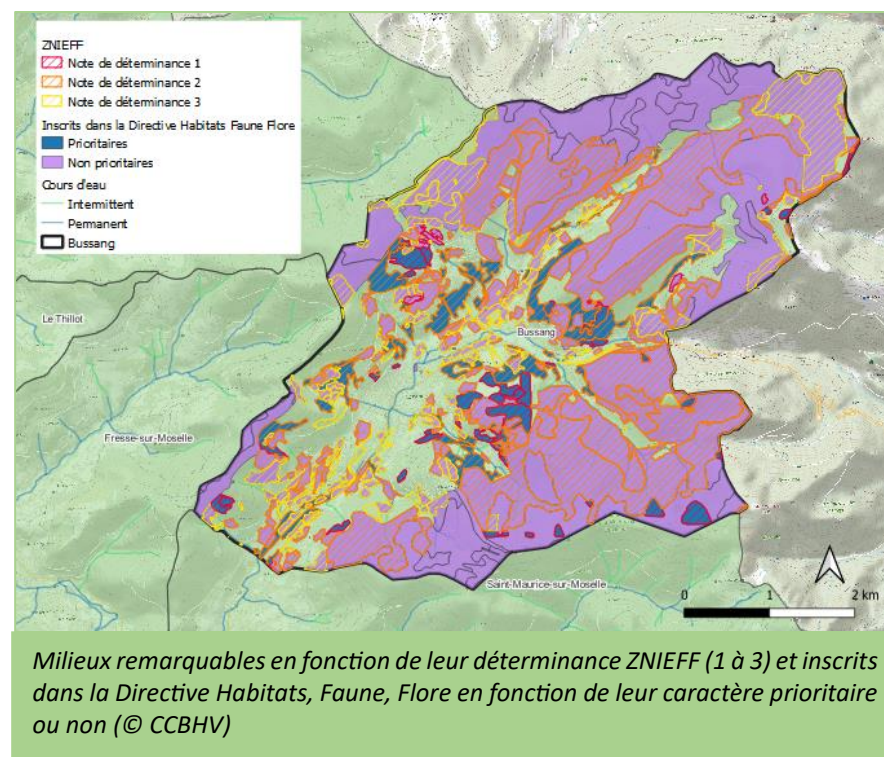 ZNIEFF
Note de déterminance 1
Note de déterminance 2
Note de déterminance 3
Inscrits dans la Directive Habitats Faune Flore
Prioritaires
Non prioritaires
Cours d'eau
Intermittent
Permanent
Bussang
Le Thillot
Bussang
Fresse-sur-Moselle
Saint-Maurice-sur-Moselle
0 1 2 km
Milieux remarquables en fonction de leur déterminance ZNIEFF (1 à 3) et inscrits
dans la Directive Habitats, Faune, Flore en fonction de leur caractère prioritaire
ou non (© CCBHV)